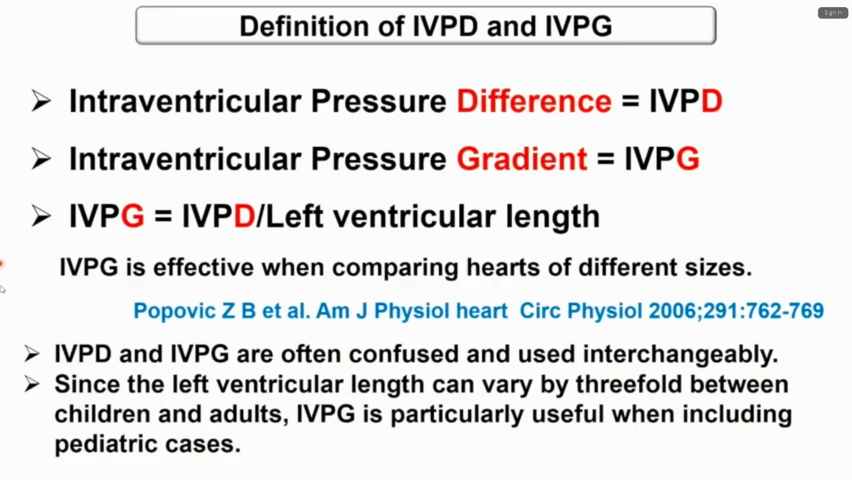 Sign in
Definition of IVPD and IVPG
➢ Intraventricular Pressure Difference = IVPD
➢ Intraventricular Pressure Gradient = IVPG
➢ IVPG = IVPD/Left ventricular length
IVPG is effective when comparing hearts of different sizes.
Popovic Z B et al. Am J Physiol heart Circ Physiol 2006;291:762-769
➢ IVPD and IVPG are often confused and used interchangeably.
➢ Since the left ventricular length can vary by threefold between
children and adults, IVPG is particularly useful when including
pediatric cases.